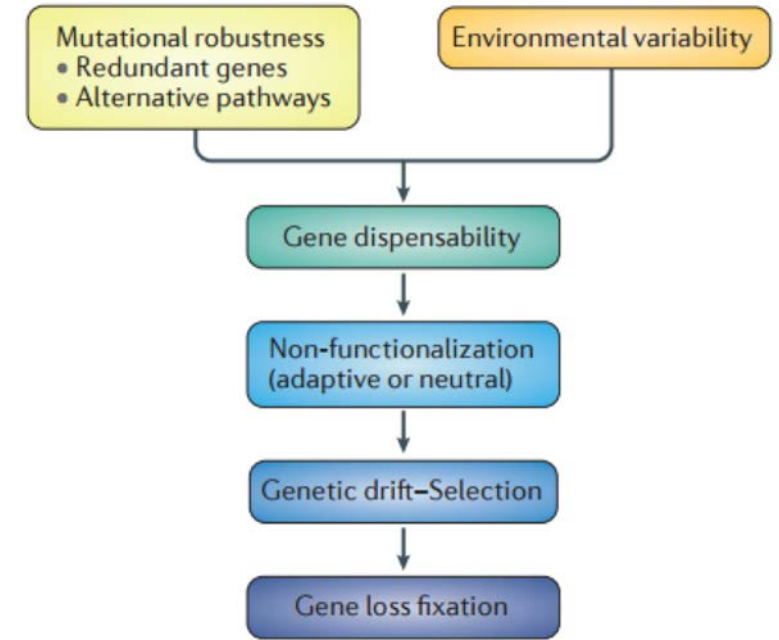 Mutational robustness
• Redundant genes
• Alternative pathways
Environmental variability
Gene dispensability
Non-functionalization
(adaptive or neutral)
Genetic drift–Selection
Gene loss fixation